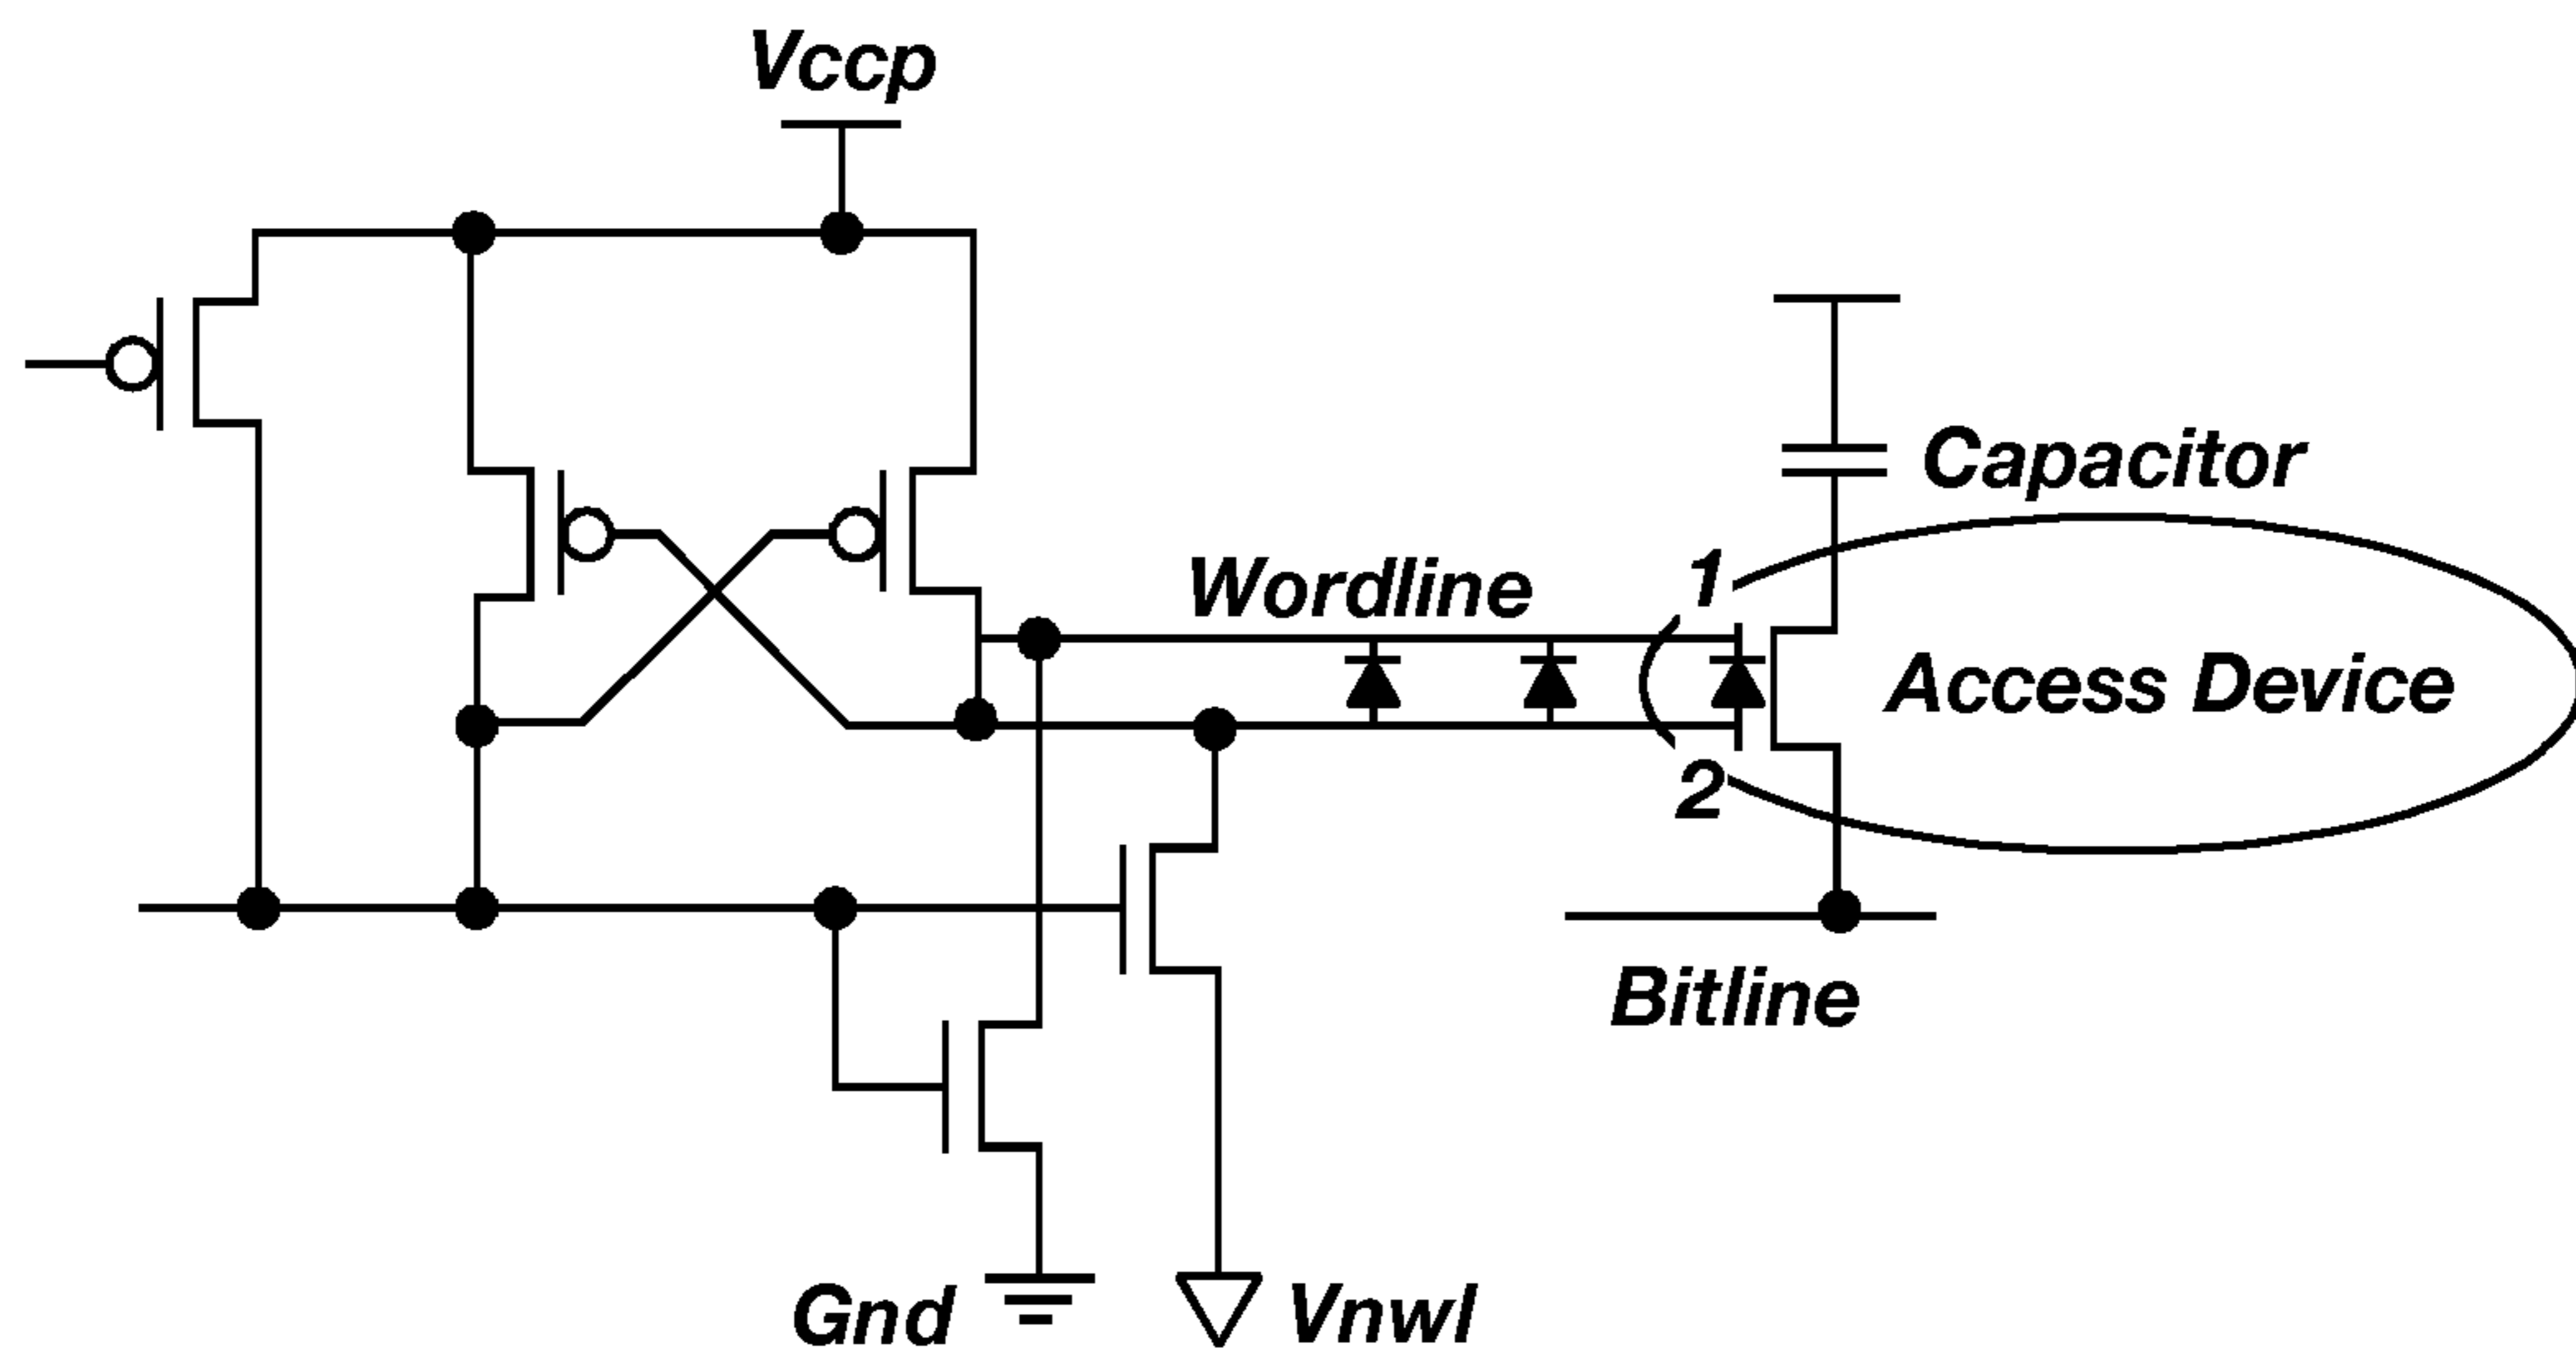 Vccp
Capacitor
Wordline
1
Access Device
2
Bitline
Gnd
Vnwl